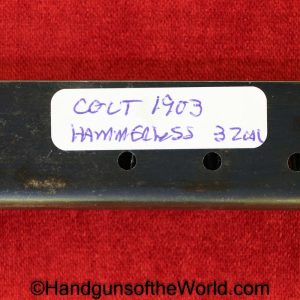 COLT 1903
HAMMERLESS 32CAL
©HandgunsoftheWorld.com